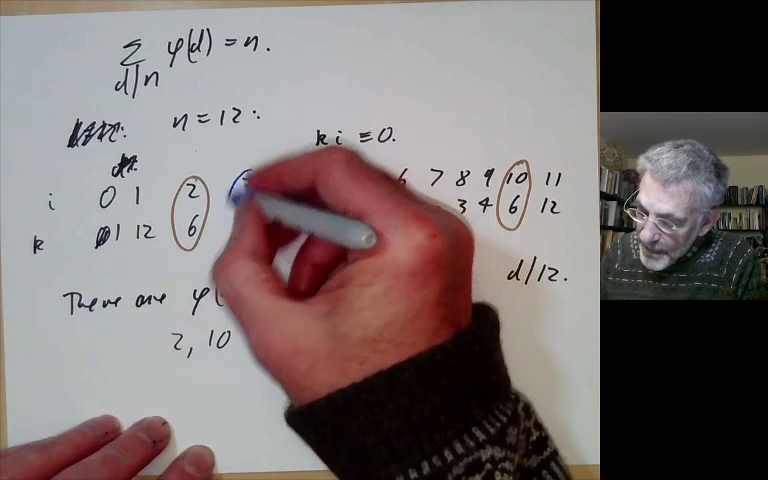 ∑ φ(d) = n.
d|n
n = 12:
k i ≡ 0.
i 0 1 2 6 7 8 9 10 11
k 1 12 6 3 4 6 12
d/12.
There are φ(
2, 10